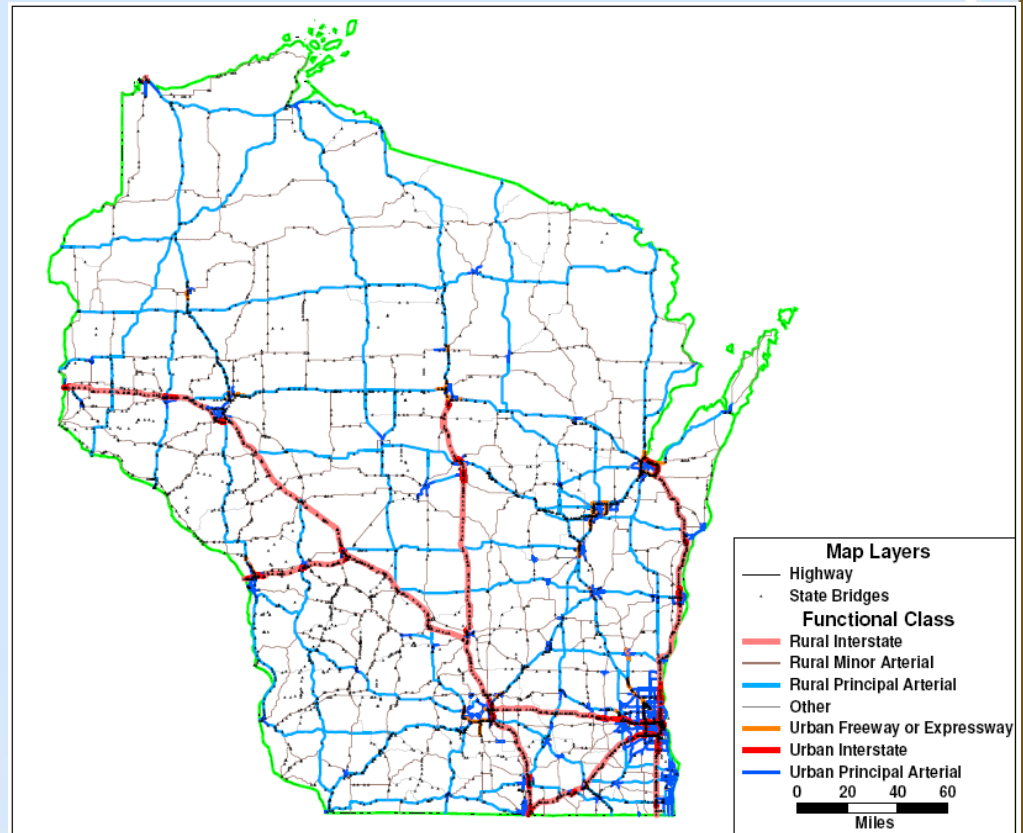 Map Layers
Highway
State Bridges
Functional Class
Rural Interstate
Rural Minor Arterial
Rural Principal Arterial
Other
Urban Freeway or Expressway
Urban Interstate
Urban Principal Arterial
0 20 40 60
Miles